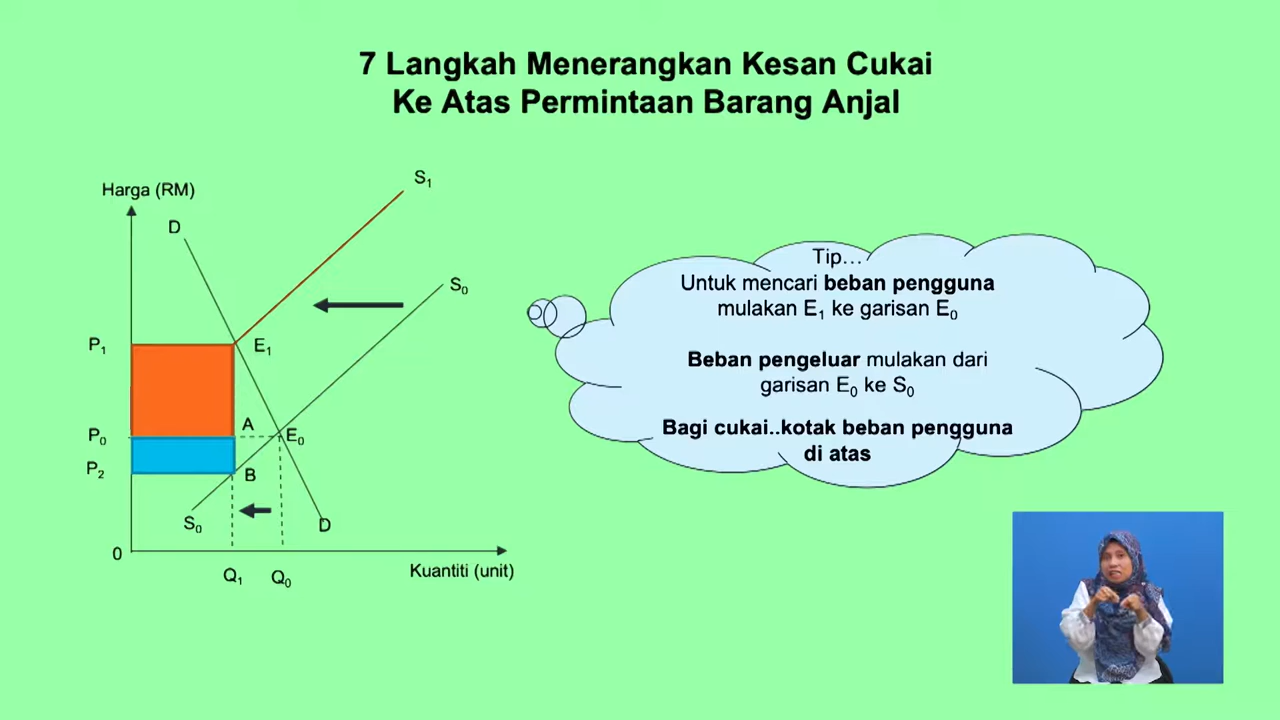 7 Langkah Menerangkan Kesan Cukai
Ke Atas Permintaan Barang Anjal
Harga (RM)
S₁
D
S₀
P₁
E₁
A
P₀
E₀
P₂
B
S₀
D
0
Q₁
Q₀
Kuantiti (unit)
Tip…
Untuk mencari beban pengguna
mulakan E₁ ke garisan E₀
Beban pengeluar mulakan dari
garisan E₀ ke S₀
Bagi cukai..kotak beban pengguna
di atas